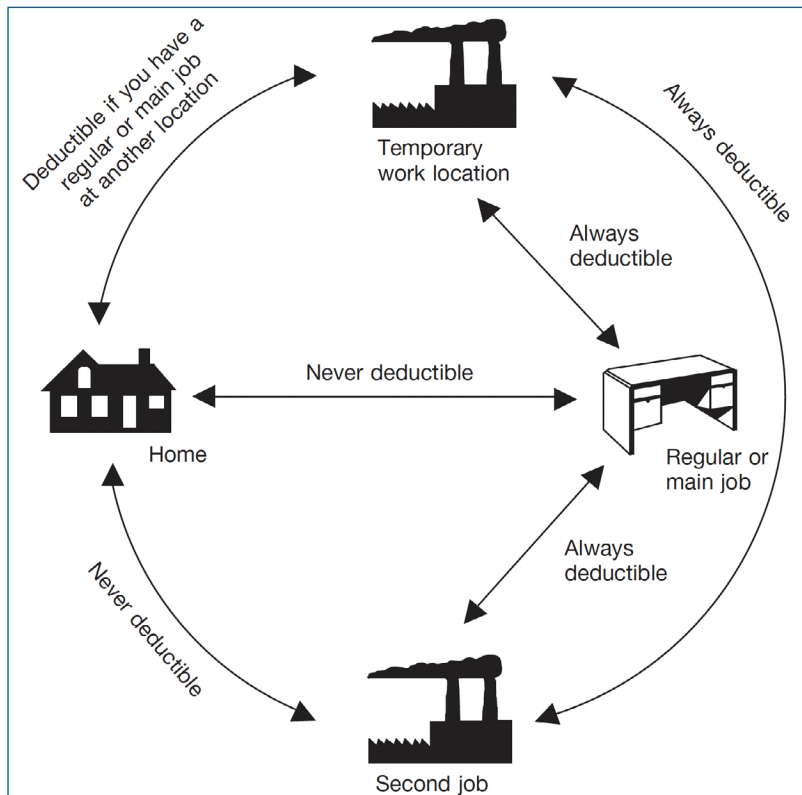 Deductible if you have a
regular or main job
at another location
Temporary
work location
Always deductible
Always
deductible
Never deductible
Home
Regular or
main job
Always
deductible
Never deductible
Second job